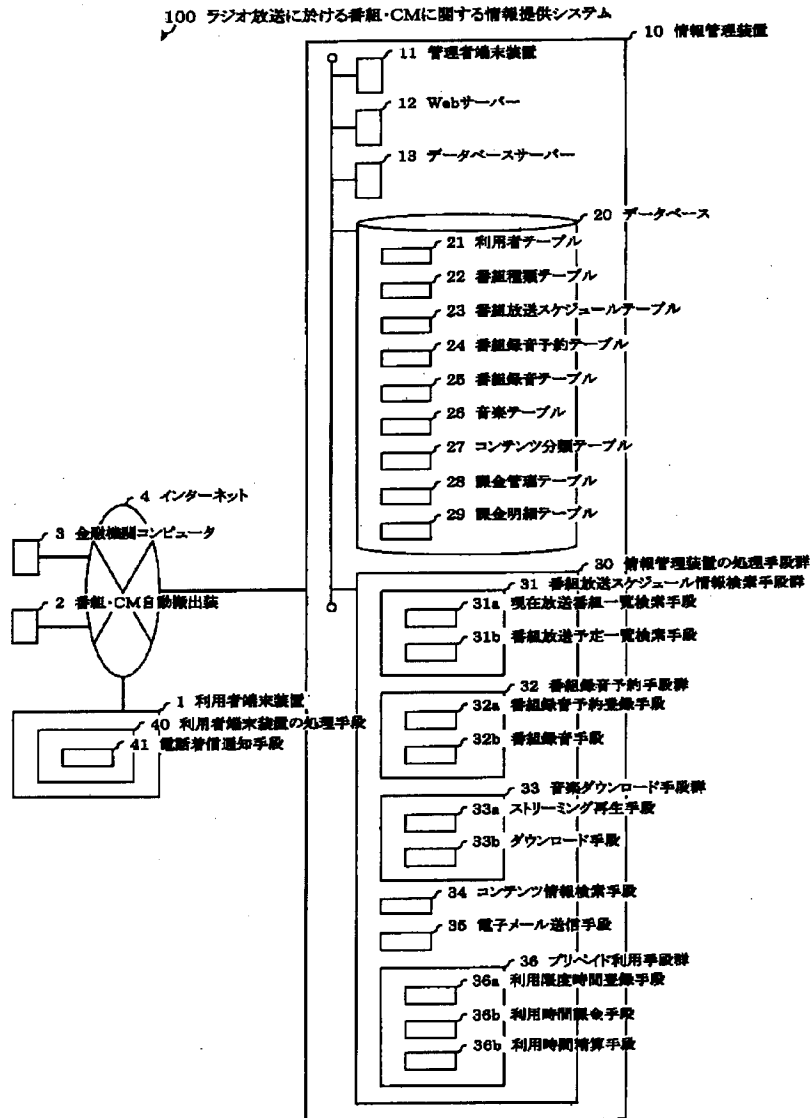 100 ラジオ放送に於ける番組・CMに関する情報提供システム
10 情報管理装置
11 管理者端末装置
12 Webサーバー
13 データベースサーバー
20 データベース
21 利用者テーブル
22 番組種類テーブル
23 番組放送スケジュールテーブル
24 番組録音予約テーブル
25 番組録音テーブル
26 音楽テーブル
27 コンテンツ分類テーブル
28 課金管理テーブル
29 課金明細テーブル
4 インターネット
3 金融機関コンピュータ
2 番組・CM自動搬出装
1 利用者端末装置
40 利用者端末装置の処理手段
41 電話着信通知手段
30 情報管理装置の処理手段群
31 番組放送スケジュール情報検索手段群
31a 現在放送番組一覧検索手段
31b 番組放送予定一覧検索手段
32 番組録音予約手段群
32a 番組録音予約登録手段
32b 番組録音手段
33 音楽ダウンロード手段群
33a ストリーミング再生手段
33b ダウンロード手段
34 コンテンツ情報検索手段
35 電子メール送信手段
36 プリペイド利用手段群
36a 利用限度時間登録手段
36b 利用時間課金手段
36b 利用時間精算手段